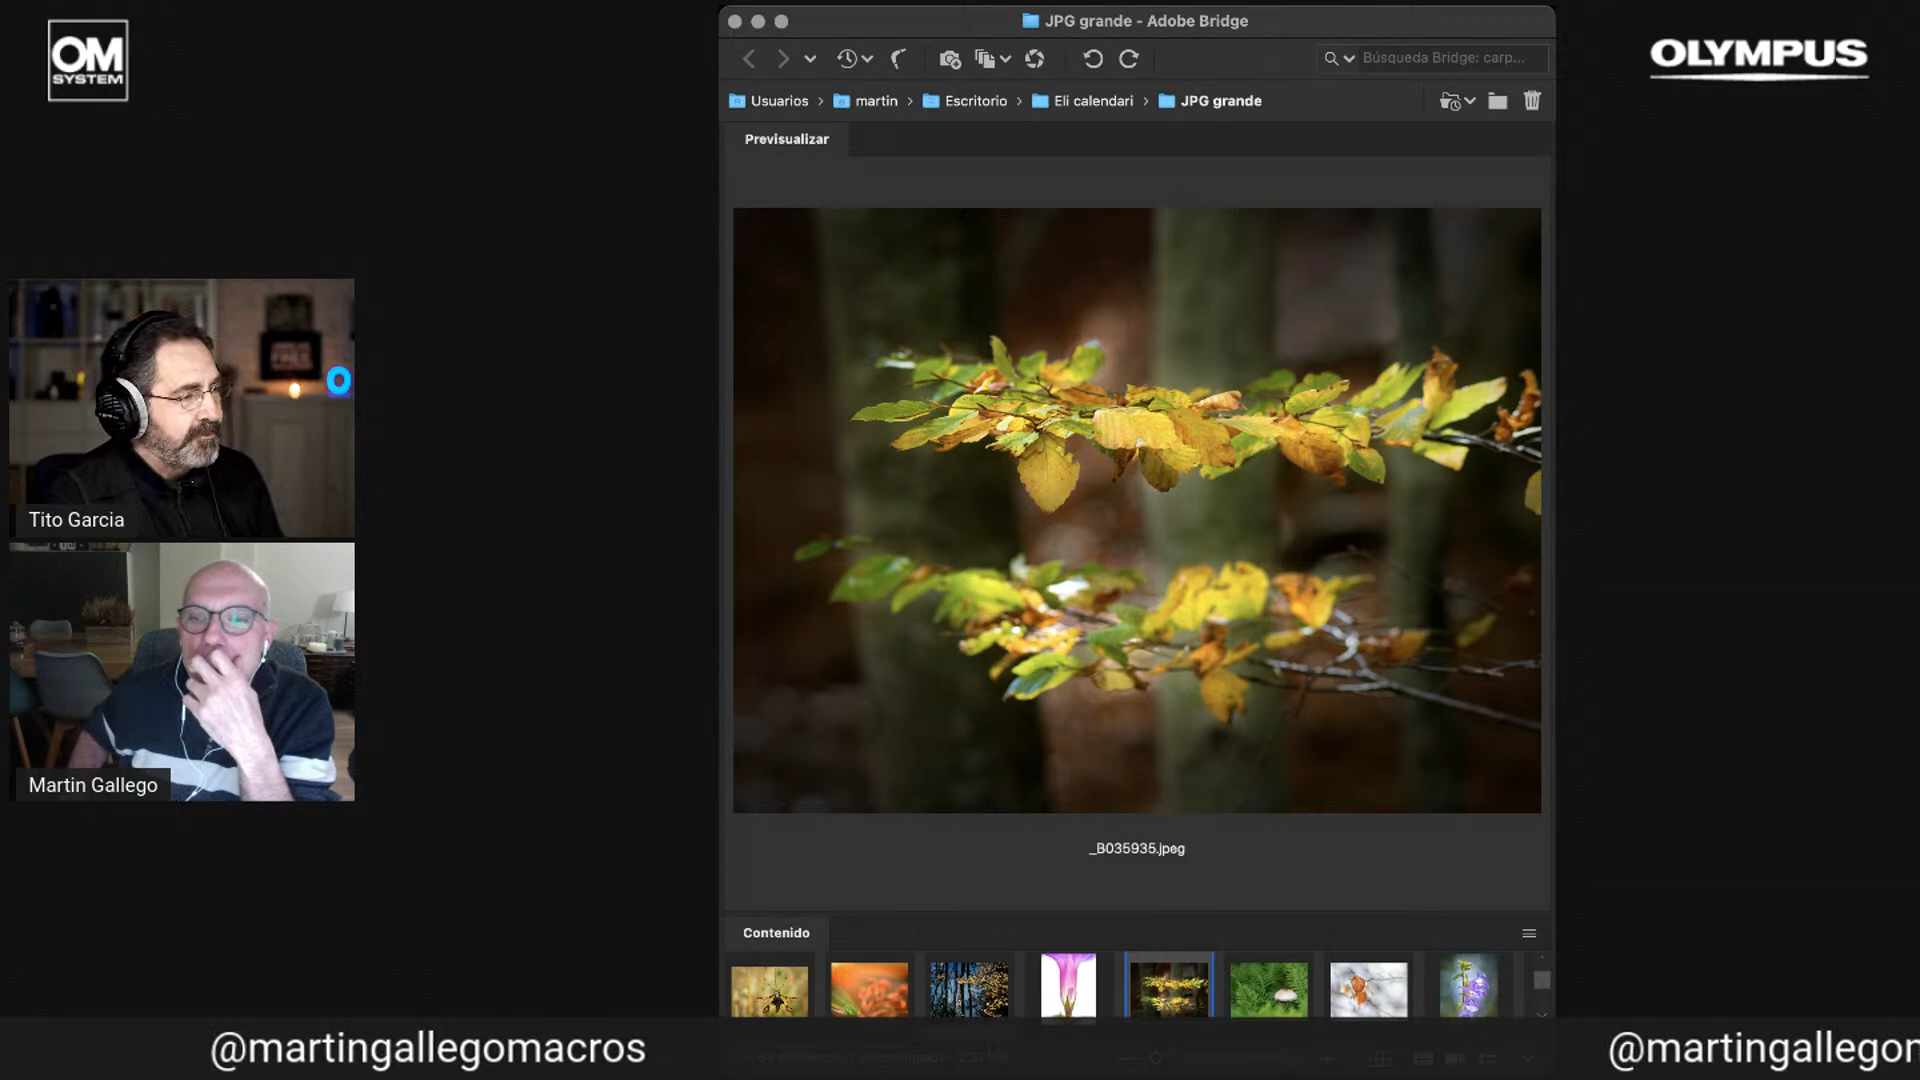 OM
SYSTEM
JPG grande - Adobe Bridge
OLYMPUS
Búsqueda Bridge: carp...
Usuarios > martin > Escritorio > Eli calendari > JPG grande
Previsualizar
Tito Garcia
Martin Gallego
_B035935.jpeg
Contenido
@martingallegomacros
@martingallegom